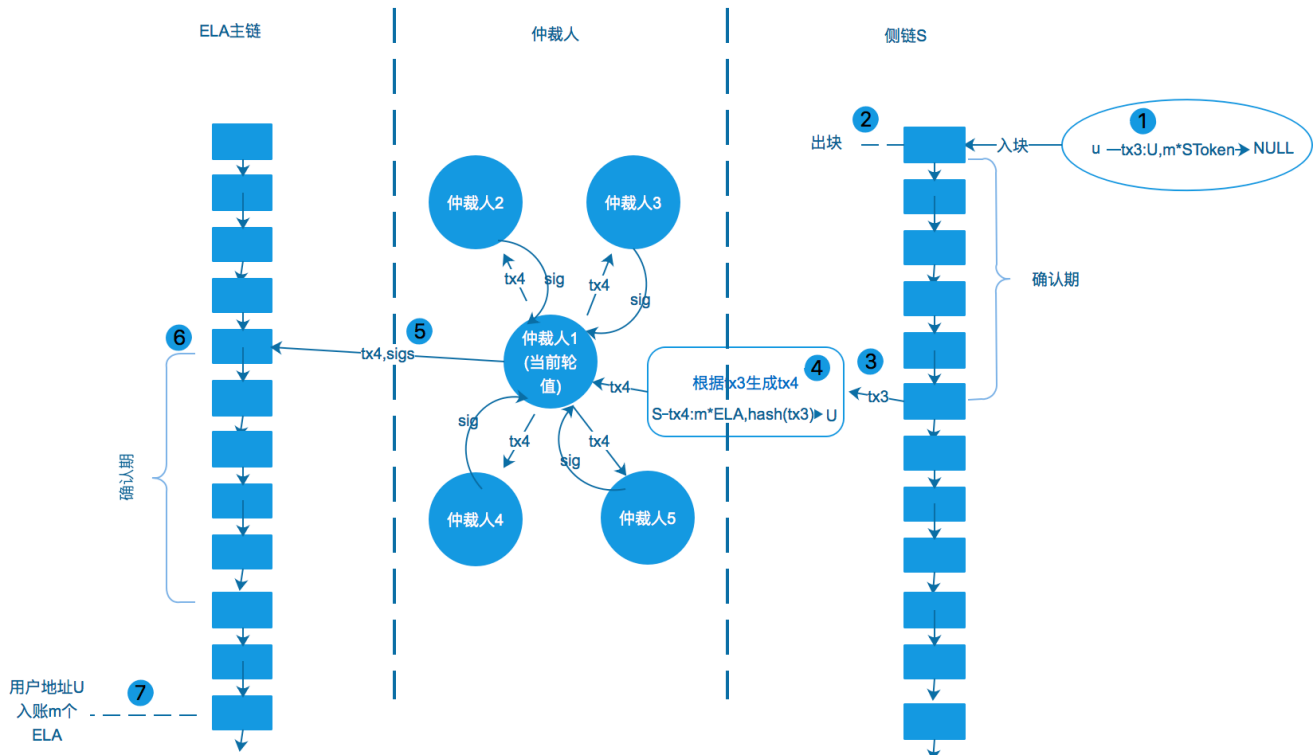 ELA主链
仲裁人
侧链S
1
u —tx3:U,m*SToken→ NULL
2
出块
入块
仲裁人2
仲裁人3
确认期
tx4
sig
tx4
sig
仲裁人1
(当前轮
值)
5
tx4,sigs
6
4
根据tx3生成tx4
S–tx4:m*ELA,hash(tx3)▸ U
3
tx3
tx4
sig
tx4
sig
tx4
确认期
仲裁人4
仲裁人5
7
用户地址U
入账m个
ELA